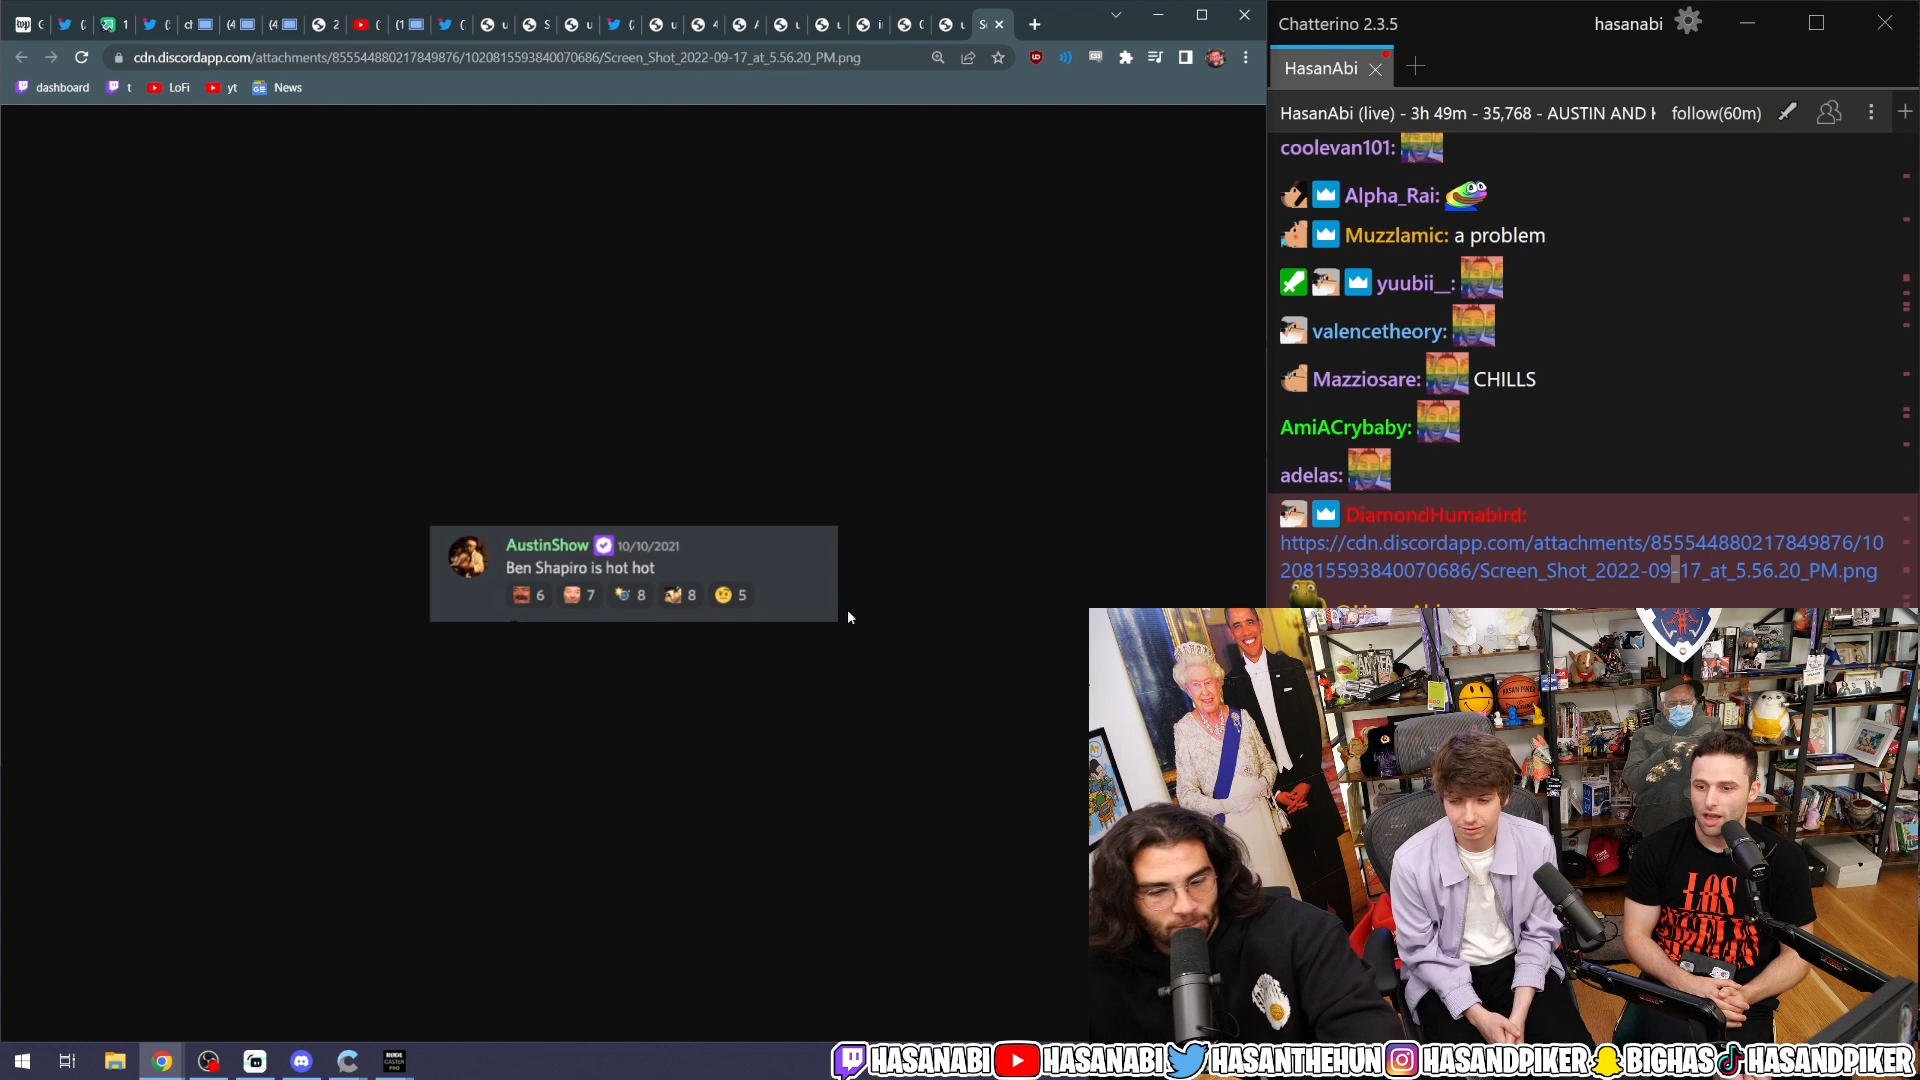 cdn.discordapp.com/attachments/855544880217849876/1020815593840070686/Screen_Shot_2022-09-17_at_5.56.20_PM.png
dashboard
t
LoFi
yt
News
AustinShow 10/10/2021
Ben Shapiro is hot hot
6 7 8 8 5
Chatterino 2.3.5
hasanabi
HasanAbi
HasanAbi (live) - 3h 49m - 35,768 - AUSTIN AND
follow(60m)
coolevan101:
Alpha_Rai:
Muzzlamic: a problem
yuubii__:
valencetheory:
Mazziosare: CHILLS
AmiACrybaby:
adelas:
DiamondHumabird:
https://cdn.discordapp.com/attachments/855544880217849876/10
20815593840070686/Screen_Shot_2022-09-17_at_5.56.20_PM.png
HASAN PIKER
LOS
HASANABI HASANABI HASANTHEHUN HASANDPIKER BIGHAS HASANDPIKER